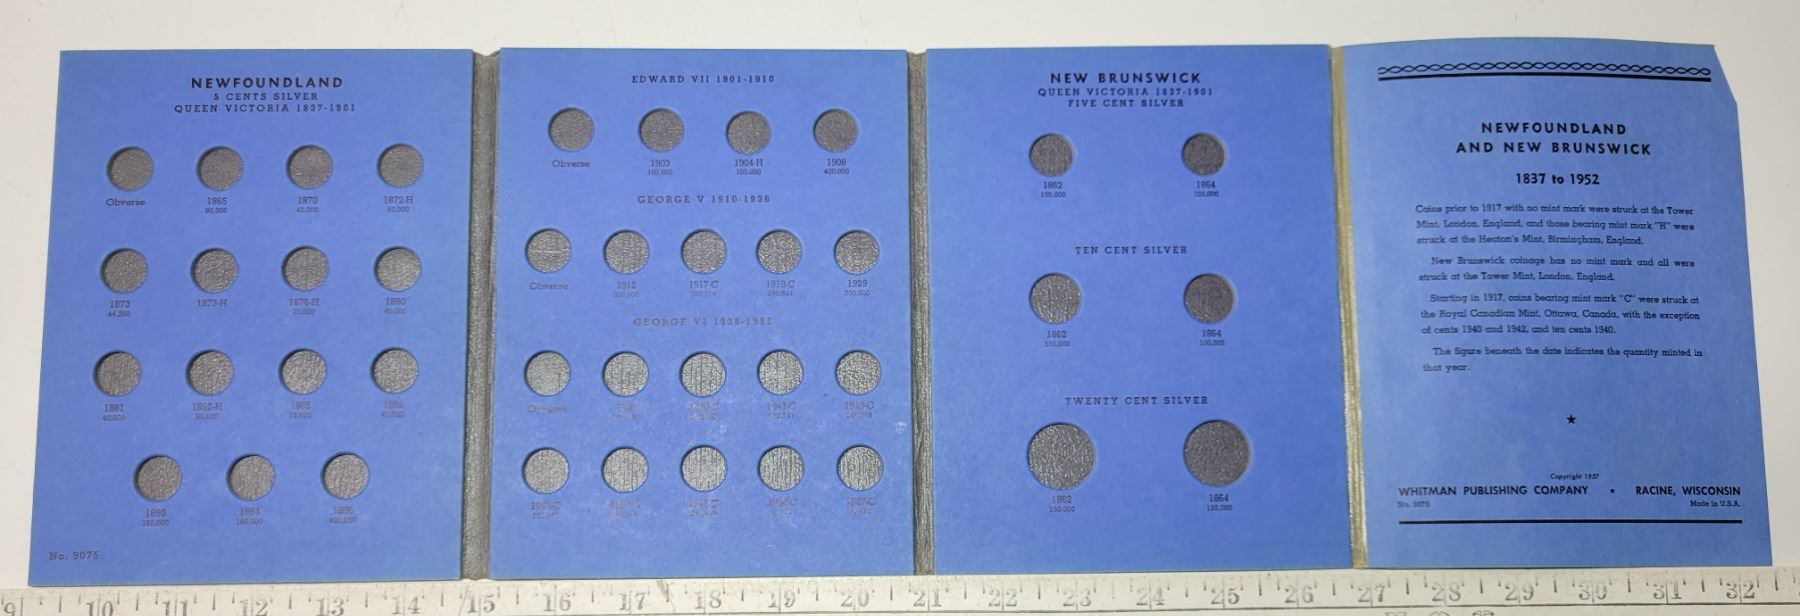 NEWFOUNDLAND
5 CENTS SILVER
QUEEN VICTORIA 1837-1901
Obverse 1865 1870 1872-H
80,000 40,000 40,000
1873 1873-H 1876-H 1880
44,260 20,000 40,000
1881 1882-H 1885 1888
40,000 60,000 16,000 40,000
1890 1894 1896
160,000 160,000 400,000
No. 9075
EDWARD VII 1901-1910
Obverse 1903 1904-H 1908
100,000 100,000 400,000
GEORGE V 1910-1936
Obverse 1912 1917-C 1919-C 1929
300,000 300,319 100,844 300,000
GEORGE VI 1938-1952
Obverse 1941-C 1943-C
1947-C
NEW BRUNSWICK
QUEEN VICTORIA 1837-1901
FIVE CENT SILVER
1862 1864
100,000 100,000
TEN CENT SILVER
1862 1864
150,000 100,000
TWENTY CENT SILVER
1862 1864
150,000 150,000
NEWFOUNDLAND
AND NEW BRUNSWICK
1837 to 1952
Coins prior to 1917 with no mint mark were struck at the Tower
Mint, London, England, and those bearing mint mark "H" were
struck at the Heaton's Mint, Birmingham, England.
New Brunswick coinage has no mint mark and all were
struck at the Tower Mint, London, England.
Starting in 1917, coins bearing mint mark "C" were struck at
the Royal Canadian Mint, Ottawa, Canada, with the exception
of cents 1940 and 1942, and ten cents 1940.
The figure beneath the date indicates the quantity minted in
that year.
★
Copyright 1957
WHITMAN PUBLISHING COMPANY • RACINE, WISCONSIN
No. 9075 Made in U.S.A.
9 10 11 12 13 14 15 16 17 18 19 20 21 22 23 24 25 26 27 28 29 30 31 32